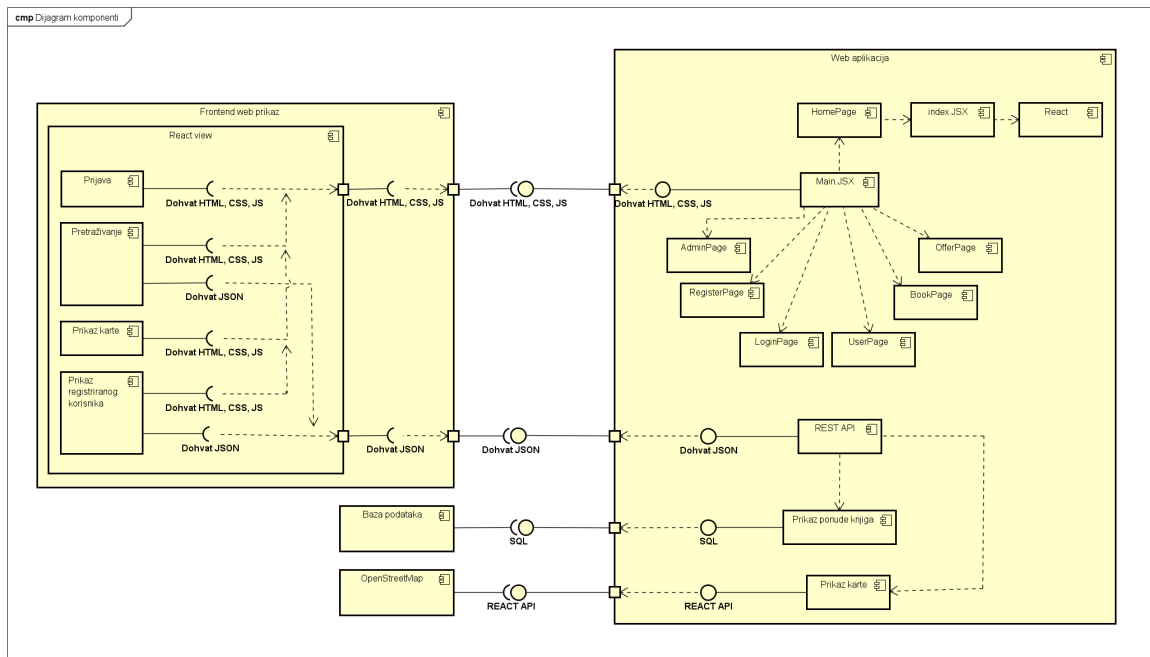 cmp Dijagram komponenti
Web aplikacija
Frontend web prikaz
React view
HomePage
index.JSX
React
Prijava
Dohvat HTML, CSS, JS
Dohvat HTML, CSS, JS
Dohvat HTML, CSS, JS
Dohvat HTML, CSS, JS
Main.JSX
Pretraživanje
Dohvat HTML, CSS, JS
Dohvat JSON
AdminPage
OfferPage
RegisterPage
BookPage
LoginPage
UserPage
Prikaz karte
Dohvat HTML, CSS, JS
Prikaz
registriranog
korisnika
Dohvat HTML, CSS, JS
Dohvat JSON
Dohvat JSON
Dohvat JSON
Dohvat JSON
REST API
Baza podataka
SQL
SQL
Prikaz ponude knjiga
OpenStreetMap
REACT API
REACT API
Prikaz karte